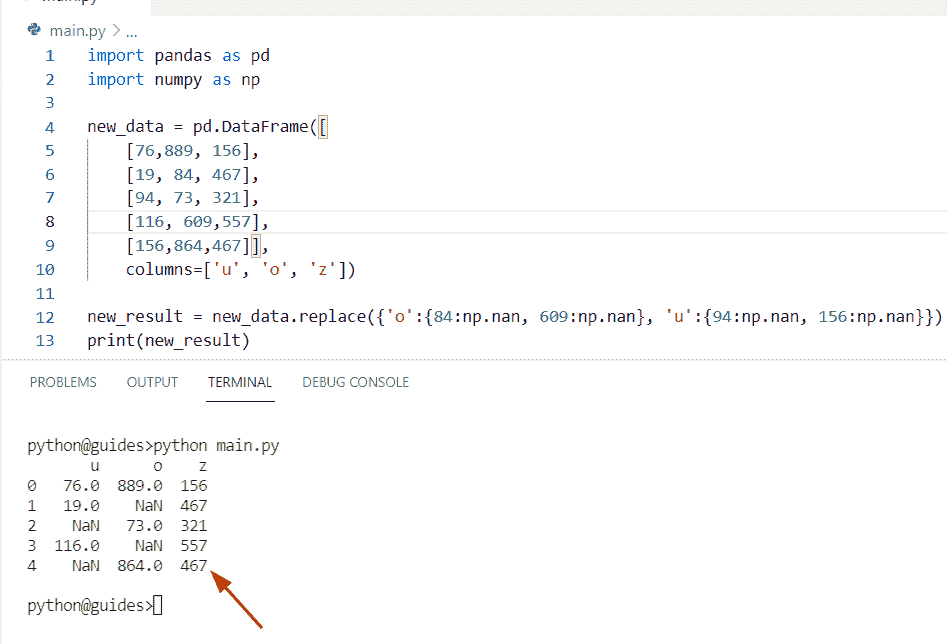 main.py
main.py > ...
1 import pandas as pd
2 import numpy as np
3
4 new_data = pd.DataFrame([
5 [76,889, 156],
6 [19, 84, 467],
7 [94, 73, 321],
8 [116, 609,557],
9 [156,864,467]],
10 columns=['u', 'o', 'z'])
11
12 new_result = new_data.replace({'o':{84:np.nan, 609:np.nan}, 'u':{94:np.nan, 156:np.nan}})
13 print(new_result)
PROBLEMS OUTPUT TERMINAL DEBUG CONSOLE
python@guides>python main.py
u o z
0 76.0 889.0 156
1 19.0 NaN 467
2 NaN 73.0 321
3 116.0 NaN 557
4 NaN 864.0 467
python@guides>